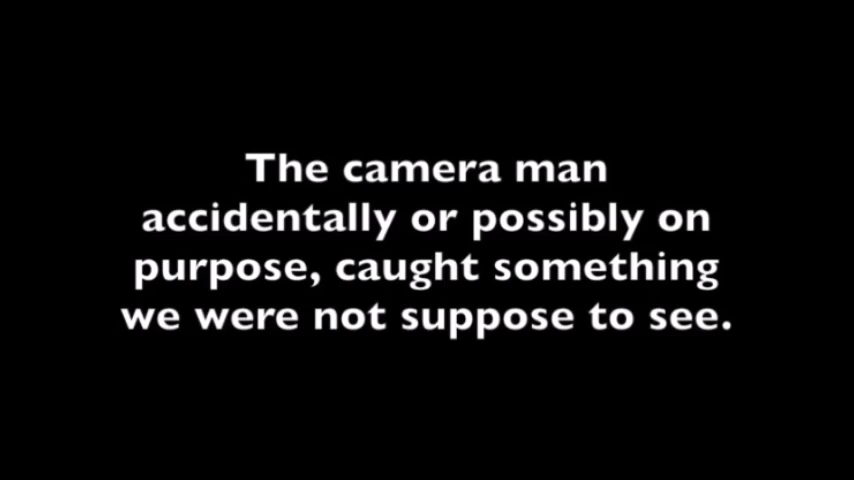 The camera man
accidentally or possibly on
purpose, caught something
we were not suppose to see.